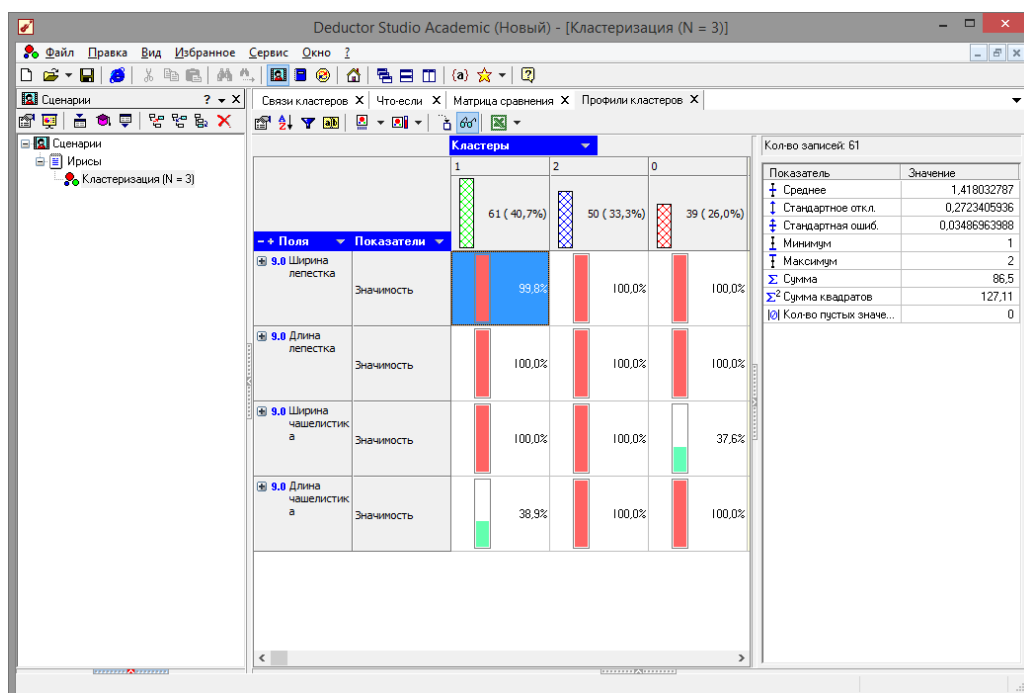 Deductor Studio Academic (Новый) - [Кластеризация (N = 3)]
Файл Правка Вид Избранное Сервис Окно ?
Сценарии ? X
Связи кластеров X Что-если X Матрица сравнения X Профили кластеров X
Сценарии
Ирисы
Кластеризация (N = 3)
Кластеры
1 2 0
61 (40,7%) 50 (33,3%) 39 (26,0%)
- + Поля Показатели
9.0 Ширина
лепестка
Значимость 99,8% 100,0% 100,0%
9.0 Длина
лепестка
Значимость 100,0% 100,0% 100,0%
9.0 Ширина
чашелистик
а
Значимость 100,0% 100,0% 37,6%
9.0 Длина
чашелистик
а
Значимость 38,9% 100,0% 100,0%
Кол-во записей: 61
Показатель Значение
Среднее 1,418032787
Стандартное откл. 0,2723405936
Стандартная ошиб. 0,03486963988
Минимум 1
Максимум 2
Σ Сумма 86,5
Σ² Сумма квадратов 127,11
|0| Кол-во пустых значе... 0